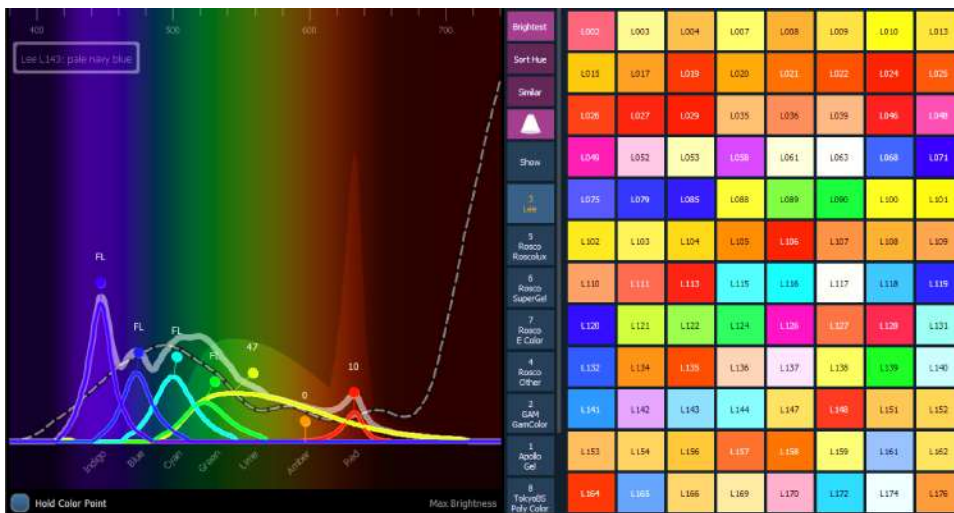 400 500 600 700
Lee L143: pale navy blue
FL
FL
FL
47
0
10
Indigo Blue Cyan Green Lime Amber Red
Hold Color Point Max Brightness
Brightest
Sort Hue
Similar
Show
3
Lee
5
Rosco
Roscolux
6
Rosco
SuperGel
7
Rosco
E Color
4
Rosco
Other
2
GAM
GamColor
1
Apollo
Gel
8
TokyoBS
Poly Color
L002 L003 L004 L007 L008 L009 L010 L013
L015 L017 L019 L020 L021 L022 L024 L025
L026 L027 L029 L035 L036 L039 L046 L048
L049 L052 L053 L058 L061 L063 L068 L071
L075 L079 L085 L088 L089 L090 L100 L101
L102 L103 L104 L105 L106 L107 L108 L109
L110 L111 L113 L115 L116 L117 L118 L119
L120 L121 L122 L124 L126 L127 L128 L131
L132 L134 L135 L136 L137 L138 L139 L140
L141 L142 L143 L144 L147 L148 L151 L152
L153 L154 L156 L157 L158 L159 L161 L162
L164 L165 L166 L169 L170 L172 L174 L176